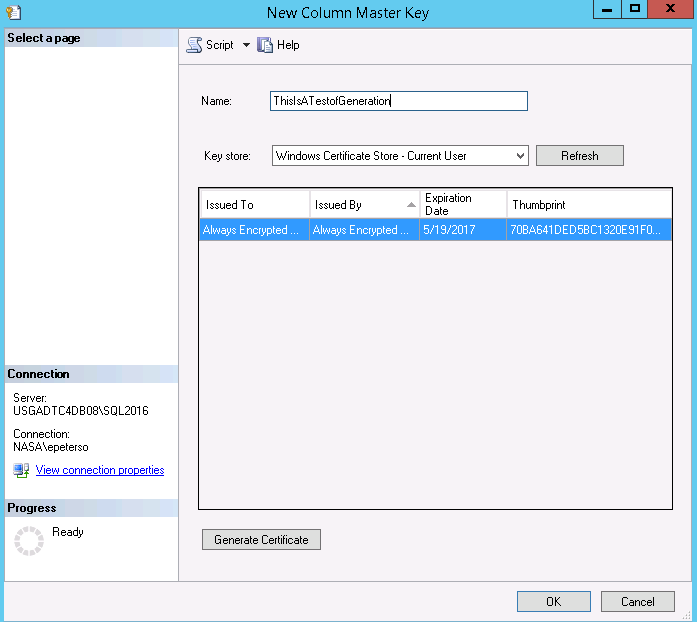 New Column Master Key
Select a page
Script Help
Name: ThisIsATestofGeneration
Key store: Windows Certificate Store - Current User Refresh
Issued To Issued By Expiration Date Thumbprint
Always Encrypted ... Always Encrypted ... 5/19/2017 70BA641DED5BC1320E91F0...
Connection
Server:
USGADTC4DB08\SQL2016
Connection:
NASA\epeterso
View connection properties
Progress
Ready
Generate Certificate
OK Cancel